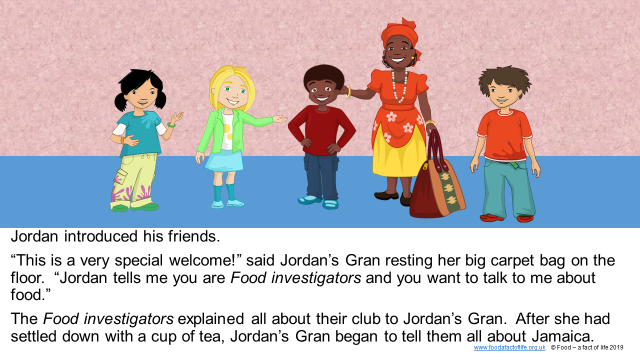 Jordan introduced his friends.
“This is a very special welcome!” said Jordan’s Gran resting her big carpet bag on the
floor.  “Jordan tells me you are Food investigators and you want to talk to me about
food.”
The Food investigators explained all about their club to Jordan’s Gran.  After she had
settled down with a cup of tea, Jordan’s Gran began to tell them all about Jamaica.
www.foodafactoflife.org.uk   © Food – a fact of life 2019